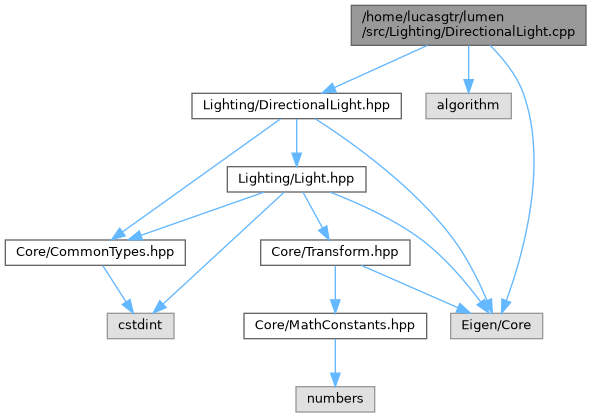 /home/lucasgtr/lumen
/src/Lighting/DirectionalLight.cpp
Lighting/DirectionalLight.hpp
algorithm
Lighting/Light.hpp
Core/CommonTypes.hpp
Core/Transform.hpp
cstdint
Core/MathConstants.hpp
Eigen/Core
numbers